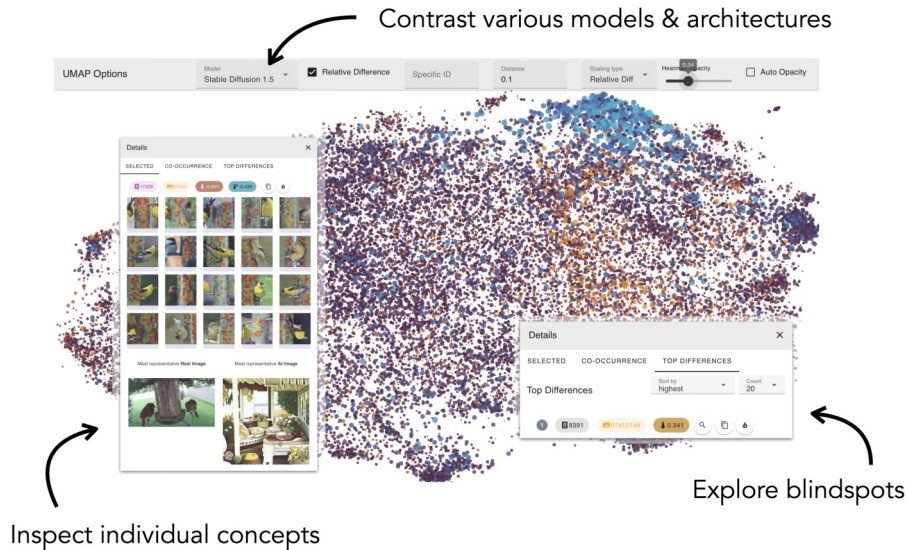 Contrast various models & architectures
UMAP Options
Model
Stable Diffusion 1.5
Relative Difference
Specific ID
Distance
0.1
Scaling type
Relative Diff
0.34
Auto Opacity
Details
SELECTED CO-OCCURRENCE TOP DIFFERENCES
Most representative Real Image
Most representative AI Image
Details
SELECTED CO-OCCURRENCE TOP DIFFERENCES
Top Differences
Sort by
highest
Count
20
1 8391 97412144 0.341
Explore blindspots
Inspect individual concepts